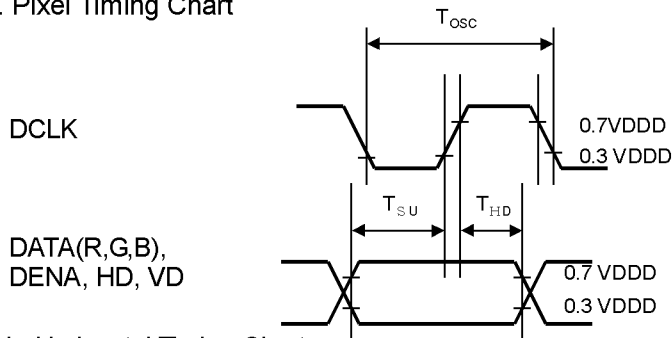 . Pixel Timing Chart
Tosc
DCLK
0.7VDDD
0.3 VDDD
TSU
THD
DATA(R,G,B),
DENA, HD, VD
0.7 VDDD
0.3 VDDD